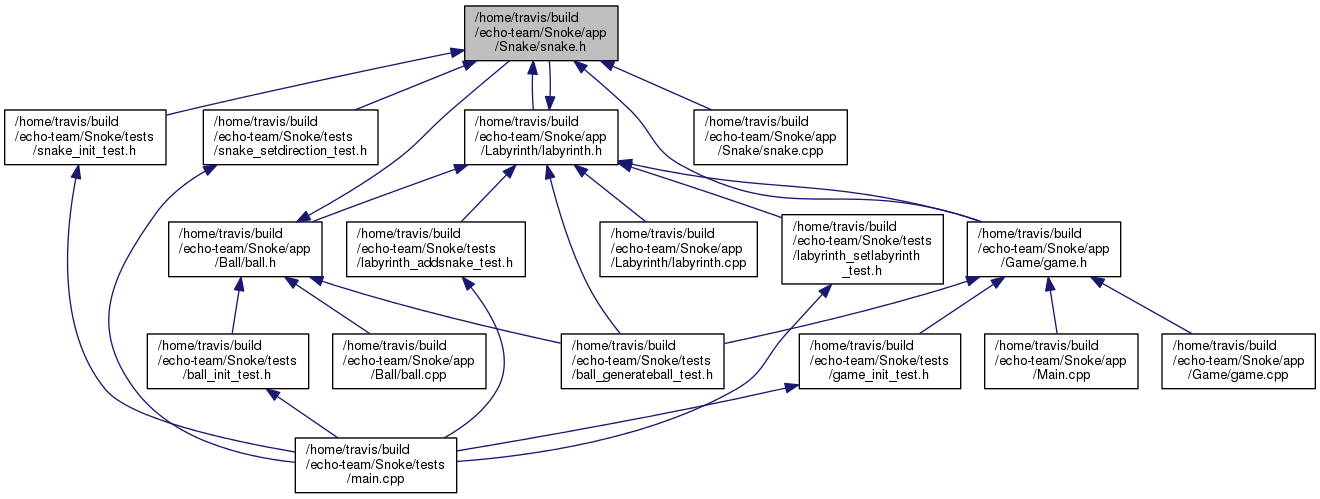 /home/travis/build
/echo-team/Snoke/app
/Snake/snake.h
/home/travis/build
/echo-team/Snoke/tests
/snake_init_test.h
/home/travis/build
/echo-team/Snoke/tests
/snake_setdirection_test.h
/home/travis/build
/echo-team/Snoke/app
/Labyrinth/labyrinth.h
/home/travis/build
/echo-team/Snoke/app
/Snake/snake.cpp
/home/travis/build
/echo-team/Snoke/app
/Ball/ball.h
/home/travis/build
/echo-team/Snoke/tests
/labyrinth_addsnake_test.h
/home/travis/build
/echo-team/Snoke/app
/Labyrinth/labyrinth.cpp
/home/travis/build
/echo-team/Snoke/tests
/labyrinth_setlabyrinth
_test.h
/home/travis/build
/echo-team/Snoke/app
/Game/game.h
/home/travis/build
/echo-team/Snoke/tests
/ball_init_test.h
/home/travis/build
/echo-team/Snoke/app
/Ball/ball.cpp
/home/travis/build
/echo-team/Snoke/tests
/ball_generateball_test.h
/home/travis/build
/echo-team/Snoke/tests
/game_init_test.h
/home/travis/build
/echo-team/Snoke/app
/Main.cpp
/home/travis/build
/echo-team/Snoke/app
/Game/game.cpp
/home/travis/build
/echo-team/Snoke/tests
/main.cpp